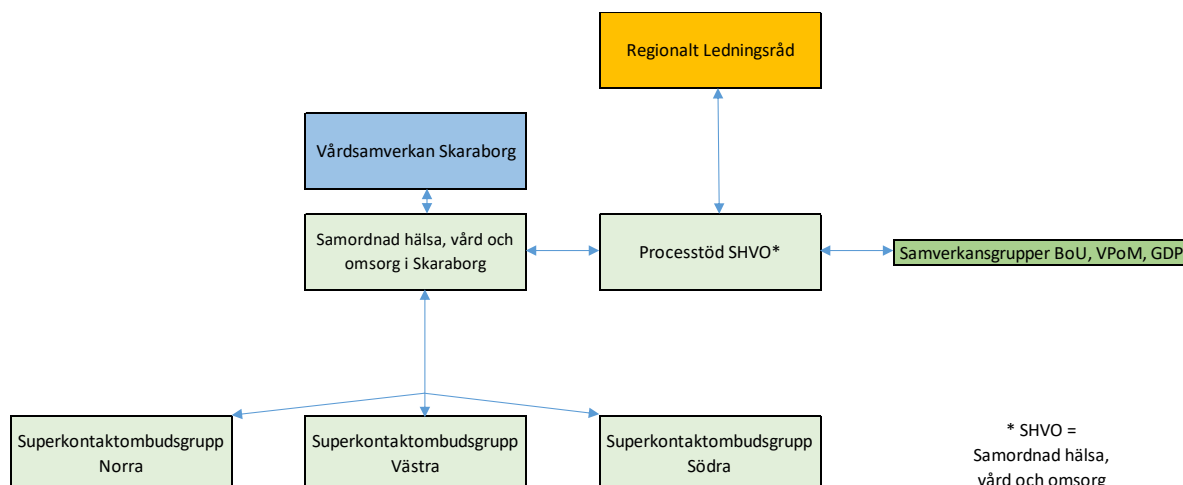 Regionalt Ledningsråd
Vårdsamverkan Skaraborg
Samordnad hälsa, vård och
omsorg i Skaraborg
Processtöd SHVO*
Samverkansgrupper BoU, VPoM, GDP
Superkontaktombudsgrupp
Norra
Superkontaktombudsgrupp
Västra
Superkontaktombudsgrupp
Södra
* SHVO =
Samordnad hälsa,
vård och omsorg